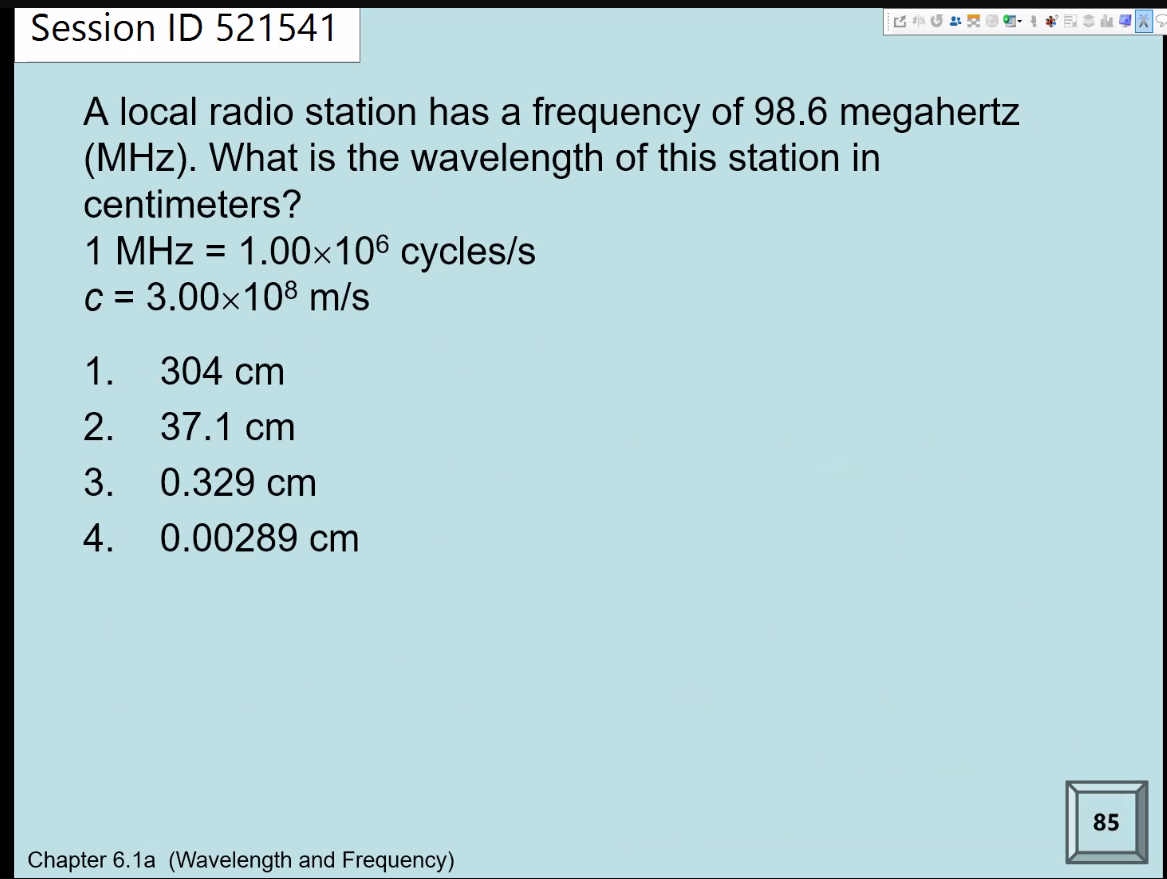 Session ID 521541
A local radio station has a frequency of 98.6 megahertz
(MHz). What is the wavelength of this station in
centimeters?
1 MHz = 1.00×10⁶ cycles/s
c = 3.00×10⁸ m/s
1. 304 cm
2. 37.1 cm
3. 0.329 cm
4. 0.00289 cm
85
Chapter 6.1a (Wavelength and Frequency)